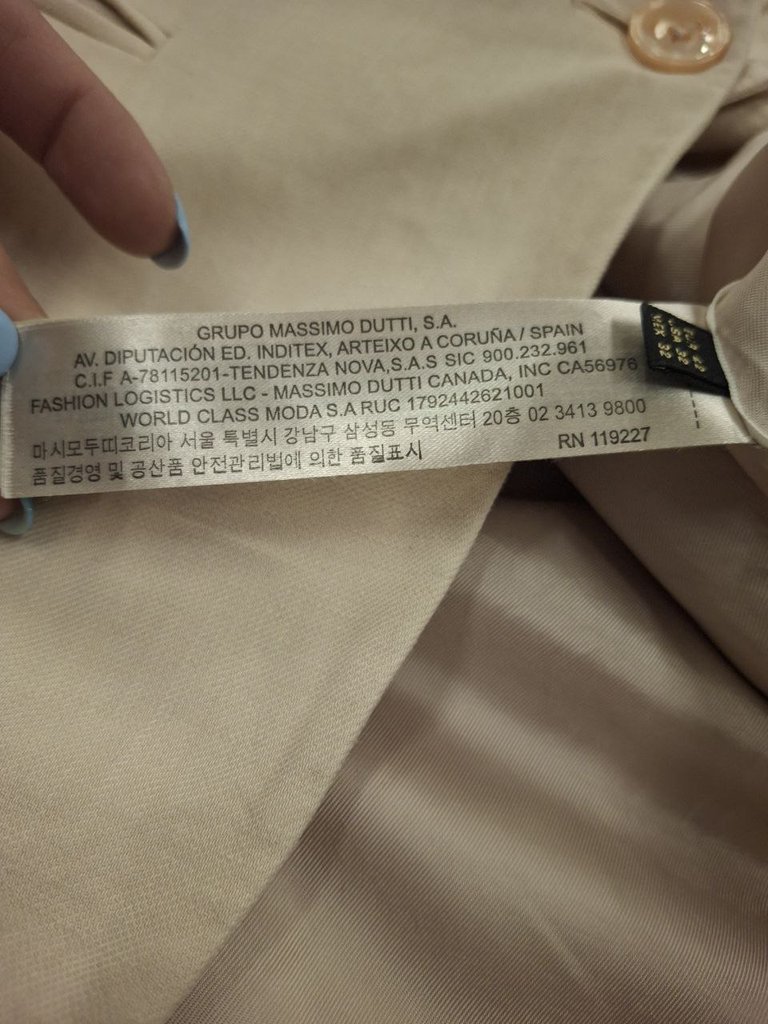 GRUPO MASSIMO DUTTI, S.A.
AV. DIPUTACIÓN ED. INDITEX, ARTEIXO A CORUÑA / SPAIN
C.I.F A-78115201-TENDENZA NOVA,S.A.S SIC 900.232.961
FASHION LOGISTICS LLC - MASSIMO DUTTI CANADA, INC CA56976
WORLD CLASS MODA S.A RUC 1792442621001
마시모두띠코리아 서울 특별시 강남구 삼성동 무역센터 20층 02 3413 9800
품질경영 및 공산품 안전관리법에 의한 품질표시
RN 119227
42
32
MEX 32